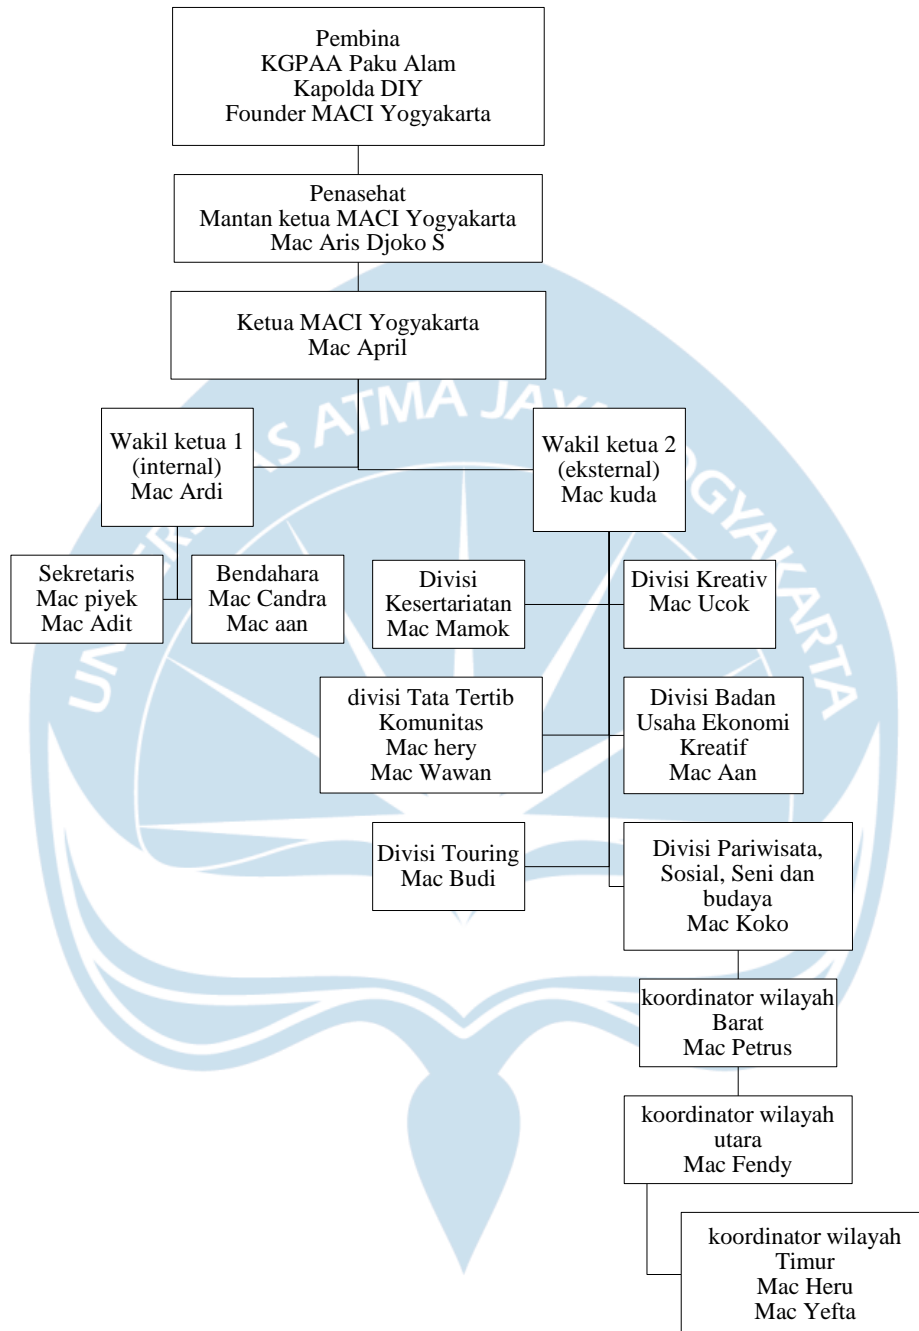 Pembina
KGPAA Paku Alam
Kapolda DIY
Founder MACI Yogyakarta
Penasehat
Mantan ketua MACI Yogyakarta
Mac Aris Djoko S
Ketua MACI Yogyakarta
Mac April
UNIVERSITAS ATMA JAYA YOGYAKARTA
Wakil ketua 1
(internal)
Mac Ardi
Wakil ketua 2
(eksternal)
Mac kuda
Sekretaris
Mac piyek
Mac Adit
Bendahara
Mac Candra
Mac aan
Divisi
Kesertariatan
Mac Mamok
Divisi Kreativ
Mac Ucok
divisi Tata Tertib
Komunitas
Mac hery
Mac Wawan
Divisi Badan
Usaha Ekonomi
Kreatif
Mac Aan
Divisi Touring
Mac Budi
Divisi Pariwisata,
Sosial, Seni dan
budaya
Mac Koko
koordinator wilayah
Barat
Mac Petrus
koordinator wilayah
utara
Mac Fendy
koordinator wilayah
Timur
Mac Heru
Mac Yefta